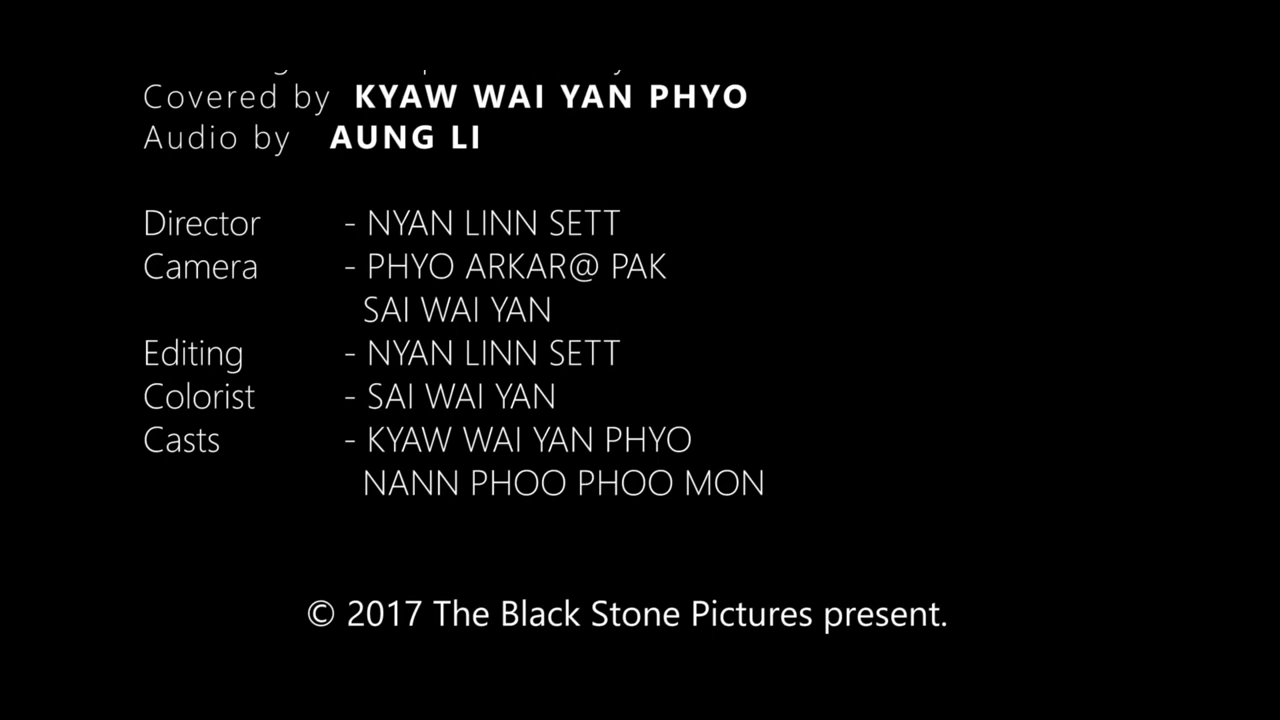 Covered by KYAW WAI YAN PHYO
Audio by AUNG LI
Director - NYAN LINN SETT
Camera - PHYO ARKAR@ PAK
SAI WAI YAN
Editing - NYAN LINN SETT
Colorist - SAI WAI YAN
Casts - KYAW WAI YAN PHYO
NANN PHOO PHOO MON
© 2017 The Black Stone Pictures present.